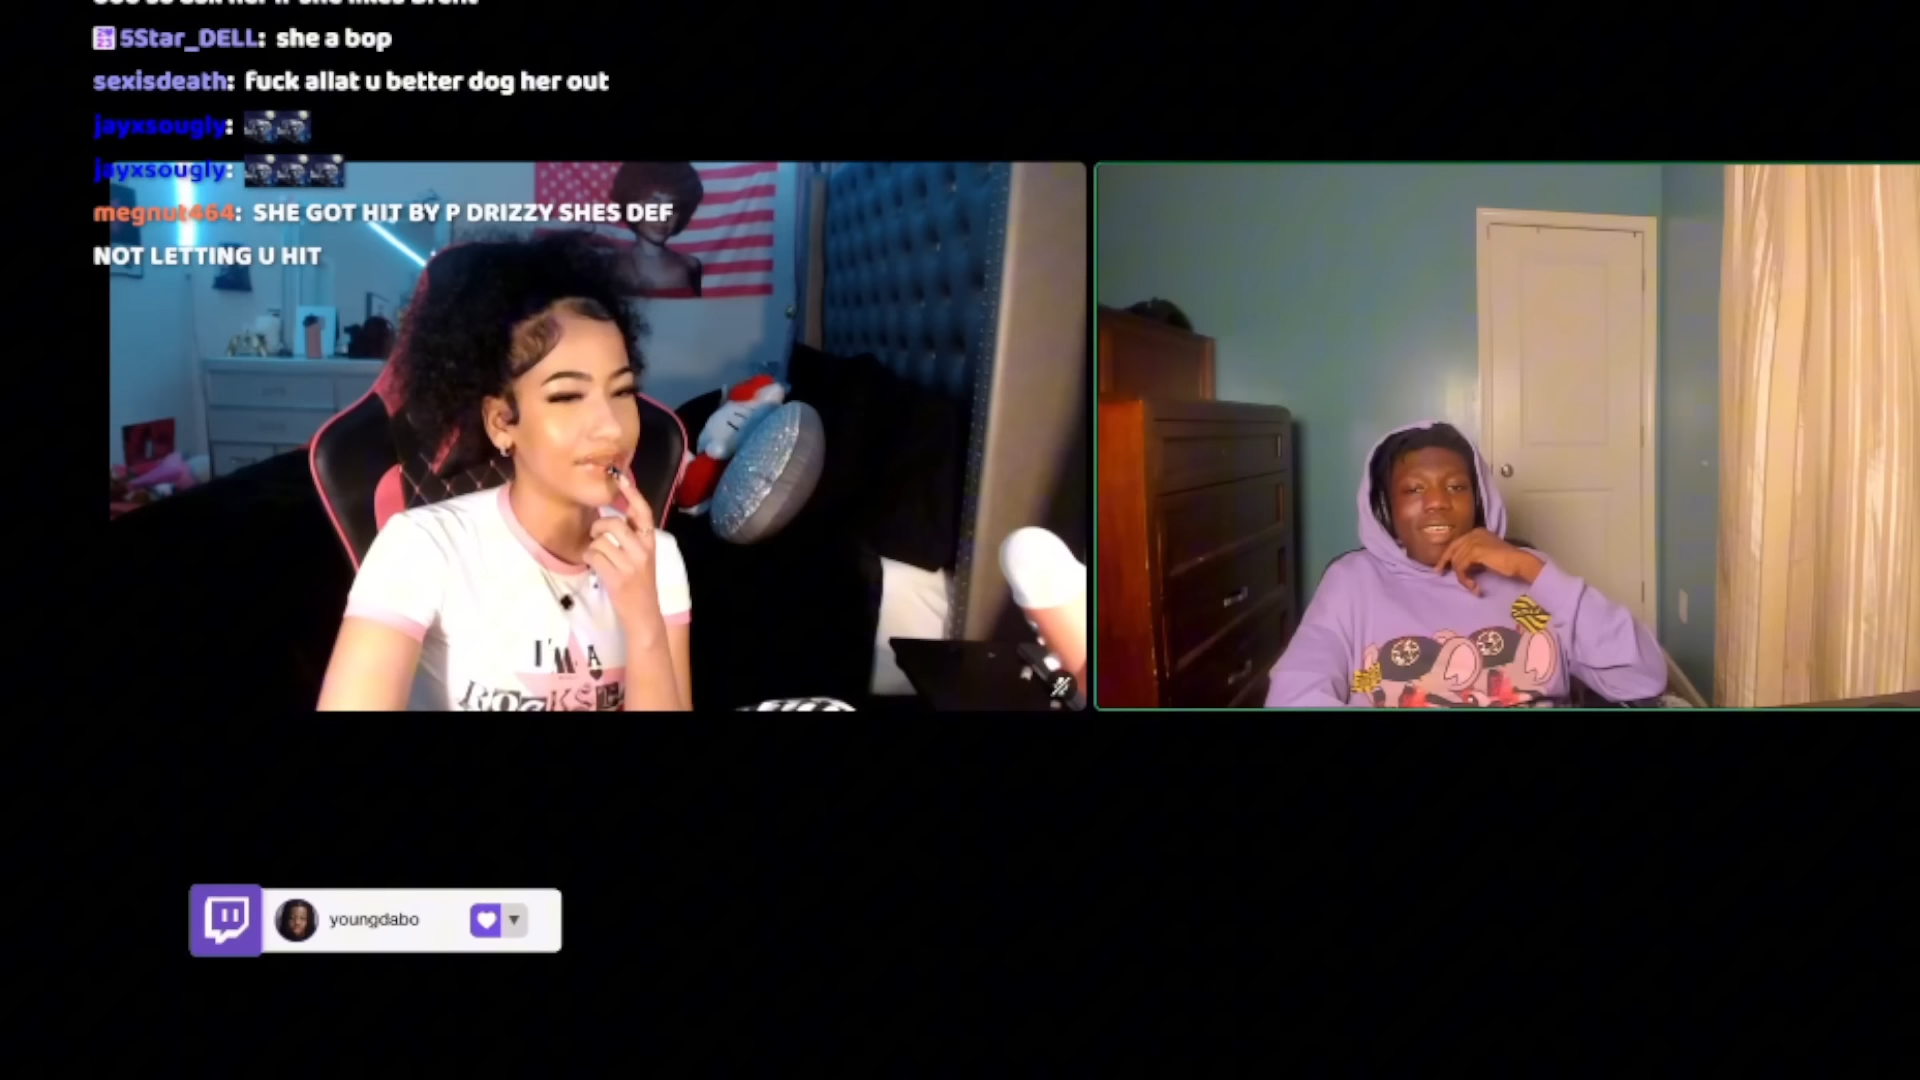 5Star_DELL: she a bop
sexisdeath: fuck allat u better dog her out
jayxsougly:
jayxsougly:
megnut464: SHE GOT HIT BY P DRIZZY SHES DEF
NOT LETTING U HIT
I'M A
youngdabo